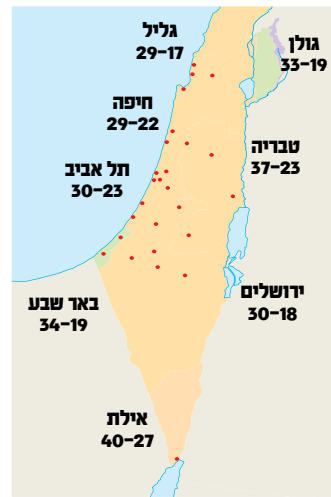 גליל
29-17
גולן
33-19
חיפה
29-22
טבריה
37-23
תל אביב
30-23
ירושלים
30-18
באר שבע
34-19
אילת
40-27